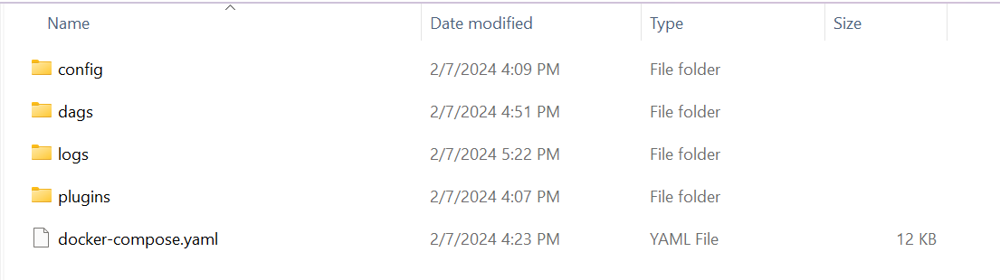 Name Date modified Type Size
config 2/7/2024 4:09 PM File folder
dags 2/7/2024 4:51 PM File folder
logs 2/7/2024 5:22 PM File folder
plugins 2/7/2024 4:07 PM File folder
docker-compose.yaml 2/7/2024 4:23 PM YAML File 12 KB